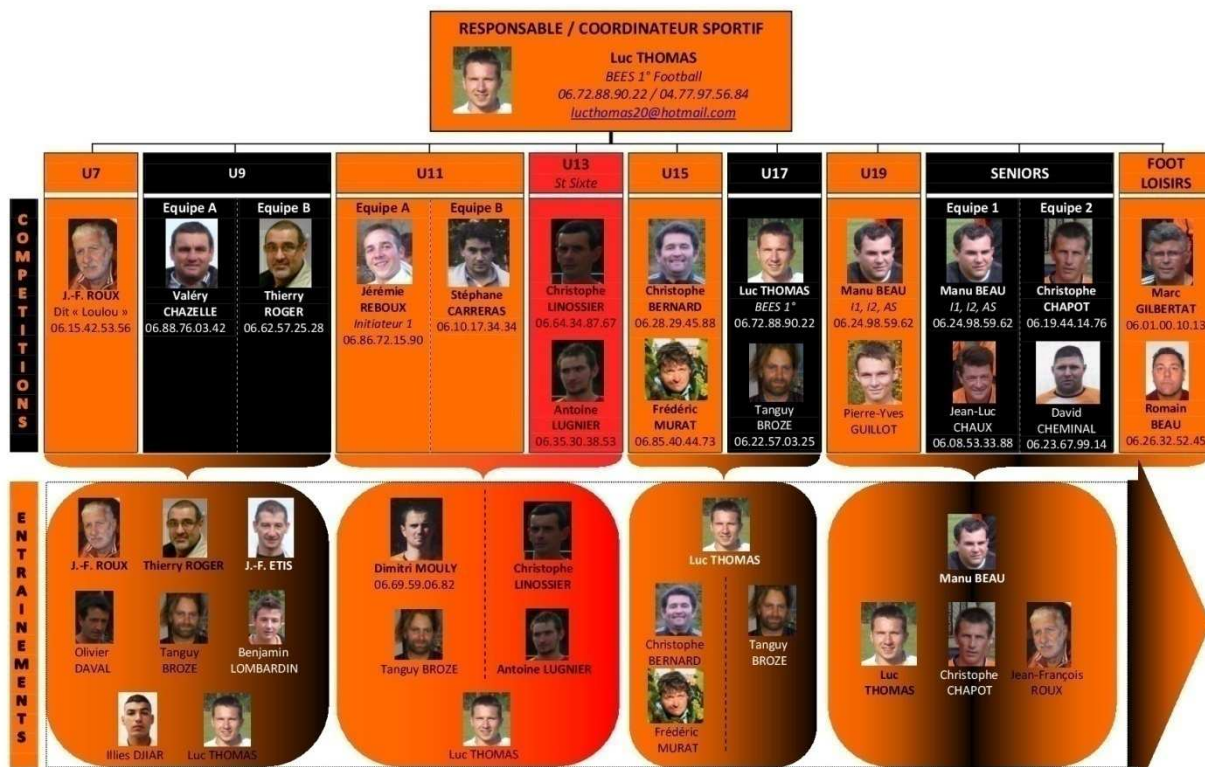 RESPONSABLE / COORDINATEUR SPORTIF
Luc THOMAS
BEES 1° Football
06.72.88.90.22 / 04.77.97.56.84
lucthomas20@hotmail.com
U7
U9
U11
U13
St Sixte
U15
U17
U19
SENIORS
FOOT
LOISIRS
COMPETITIONS
J.-F. ROUX
Dit « Loulou »
06.15.42.53.56
Equipe A
Valéry
CHAZELLE
06.88.76.03.42
Equipe B
Thierry
ROGER
06.62.57.25.28
Equipe A
Jérémie
REBOUX
Initiateur 1
06.86.72.15.90
Equipe B
Stéphane
CARRERAS
06.10.17.34.34
Christophe
LINOSSIER
06.64.34.87.67
Antoine
LUGNIER
06.35.30.38.53
Christophe
BERNARD
06.28.29.45.88
Frédéric
MURAT
06.85.40.44.73
Luc THOMAS
BEES 1°
06.72.88.90.22
Tanguy
BROZE
06.22.57.03.25
Manu BEAU
I1, I2, AS
06.24.98.59.62
Pierre-Yves
GUILLOT
Equipe 1
Manu BEAU
I1, I2, AS
06.24.98.59.62
Jean-Luc
CHAUX
06.08.53.33.88
Equipe 2
Christophe
CHAPOT
06.19.44.14.76
David
CHEMINAL
06.23.67.99.14
Marc
GILBERTAT
06.01.00.10.13
Romain
BEAU
06.26.32.52.45
ENTRAINEMENTS
J.-F. ROUX
Thierry ROGER
J.-F. ETIS
Olivier
DAVAL
Tanguy
BROZE
Benjamin
LOMBARDIN
Illies DJIAR
Luc THOMAS
Dimitri MOULY
06.69.59.06.82
Christophe
LINOSSIER
Tanguy BROZE
Antoine LUGNIER
Luc THOMAS
Luc THOMAS
Christophe
BERNARD
Tanguy
BROZE
Frédéric
MURAT
Manu BEAU
Luc
THOMAS
Christophe
CHAPOT
Jean-François
ROUX